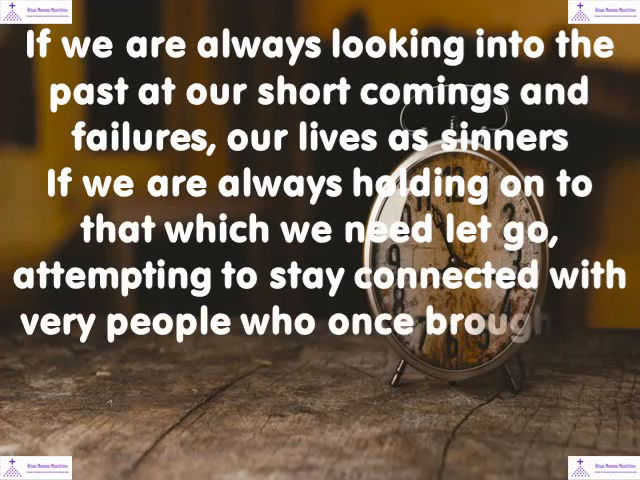 If we are always looking into the
past at our short comings and
failures, our lives as sinners
If we are always holding on to
that which we need let go,
attempting to stay connected with
very people who once brough